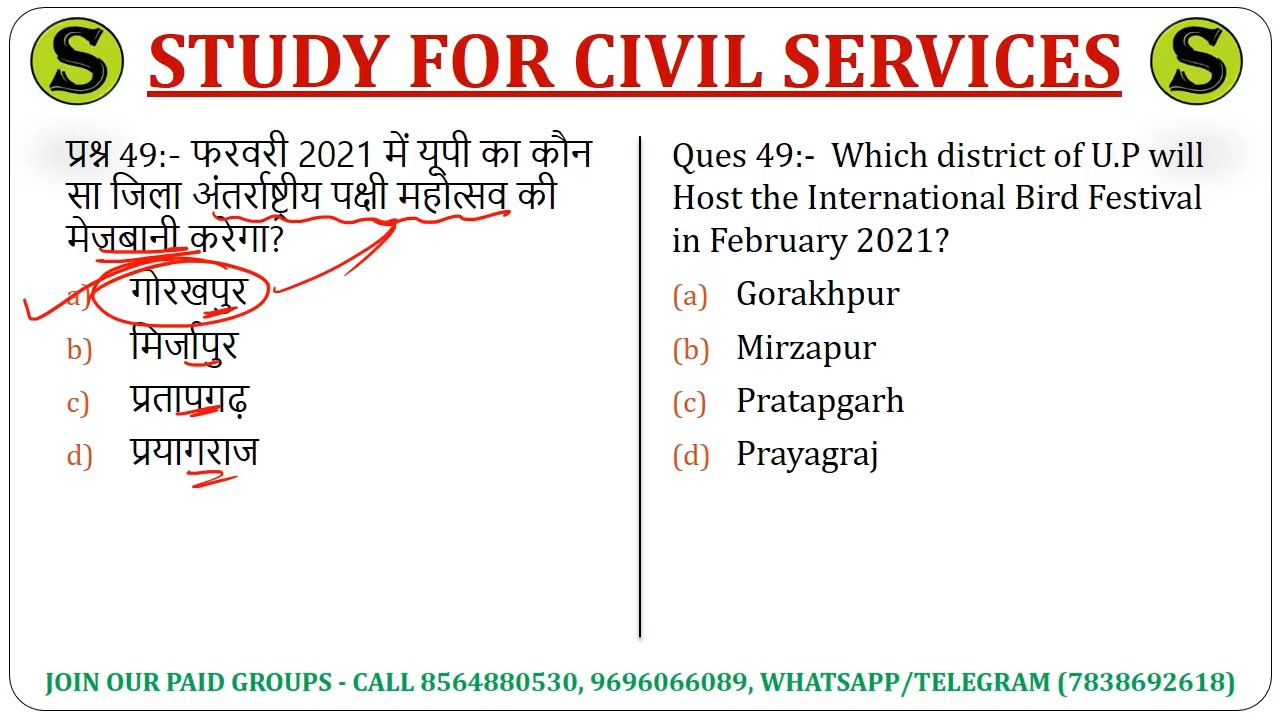 S
STUDY FOR CIVIL SERVICES
S
प्रश्न 49:- फरवरी 2021 में यूपी का कौन
सा जिला अंतर्राष्ट्रीय पक्षी महोत्सव की
मेजबानी करेगा?
a) गोरखपुर
b) मिर्जापुर
c) प्रतापगढ़
d) प्रयागराज
Ques 49:- Which district of U.P will
Host the International Bird Festival
in February 2021?
(a) Gorakhpur
(b) Mirzapur
(c) Pratapgarh
(d) Prayagraj
JOIN OUR PAID GROUPS - CALL 8564880530, 9696066089, WHATSAPP/TELEGRAM (7838692618)